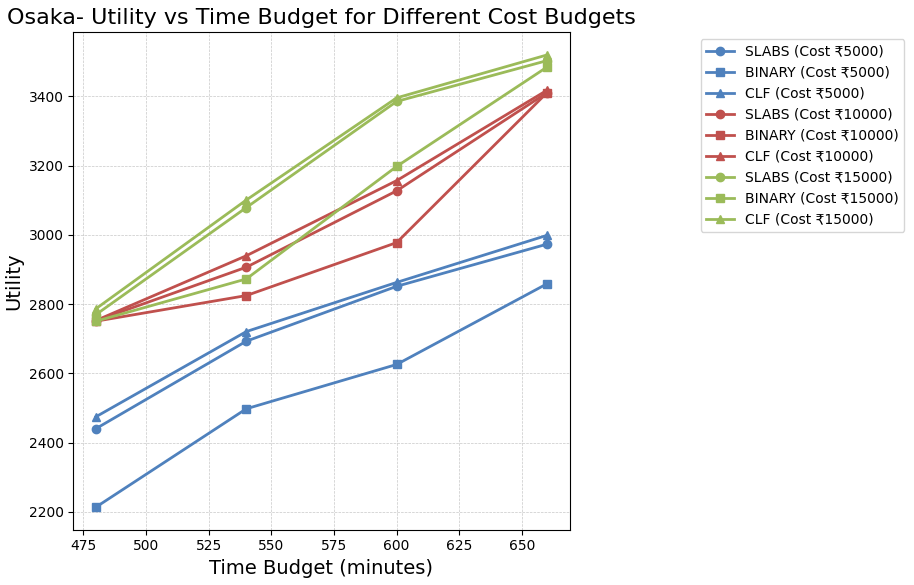 Osaka- Utility vs Time Budget for Different Cost Budgets
Utility
3400
3200
3000
2800
2600
2400
2200
475 500 525 550 575 600 625 650
Time Budget (minutes)
SLABS (Cost ₹5000)
BINARY (Cost ₹5000)
CLF (Cost ₹5000)
SLABS (Cost ₹10000)
BINARY (Cost ₹10000)
CLF (Cost ₹10000)
SLABS (Cost ₹15000)
BINARY (Cost ₹15000)
CLF (Cost ₹15000)